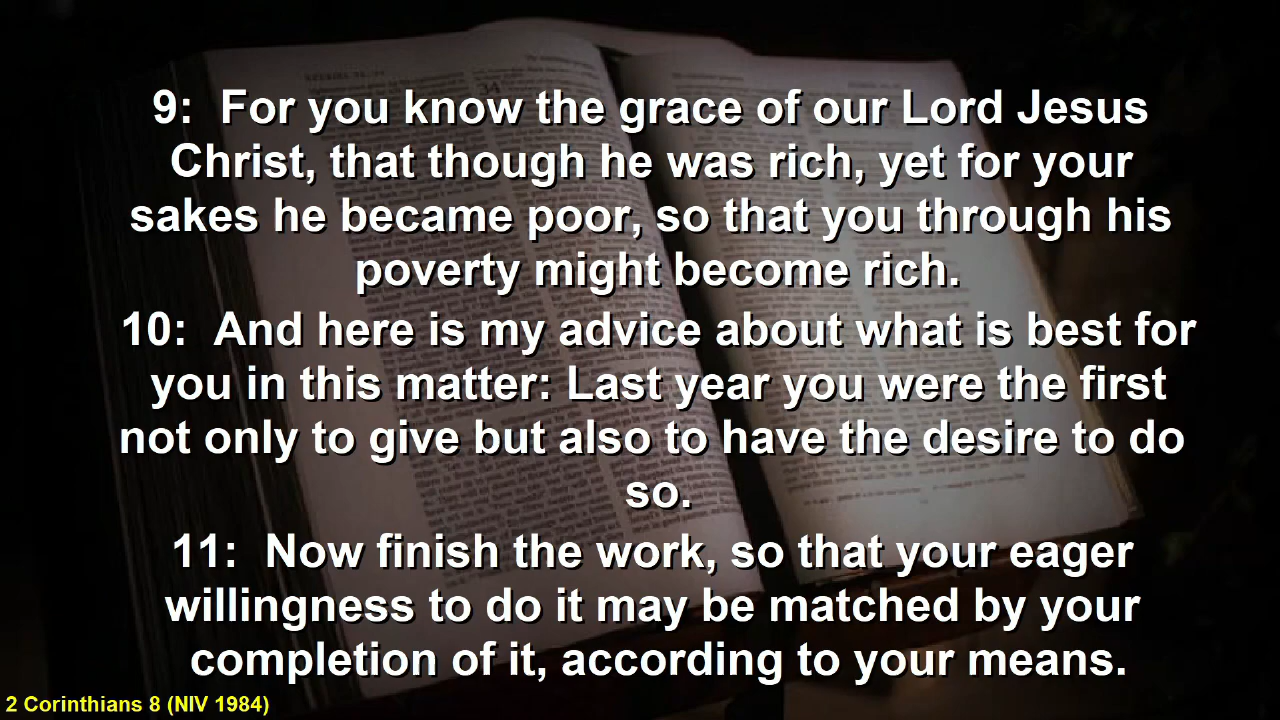 9: For you know the grace of our Lord Jesus
Christ, that though he was rich, yet for your
sakes he became poor, so that you through his
poverty might become rich.
10: And here is my advice about what is best for
you in this matter: Last year you were the first
not only to give but also to have the desire to do
so.
11: Now finish the work, so that your eager
willingness to do it may be matched by your
completion of it, according to your means.
2 Corinthians 8 (NIV 1984)